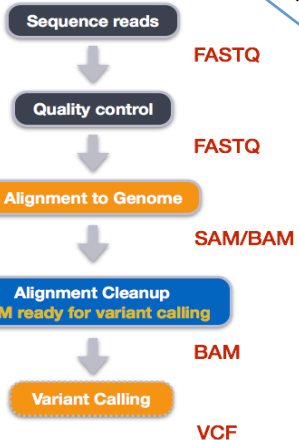 Sequence reads
FASTQ
Quality control
FASTQ
Alignment to Genome
SAM/BAM
Alignment Cleanup
M ready for variant calling
BAM
Variant Calling
VCF